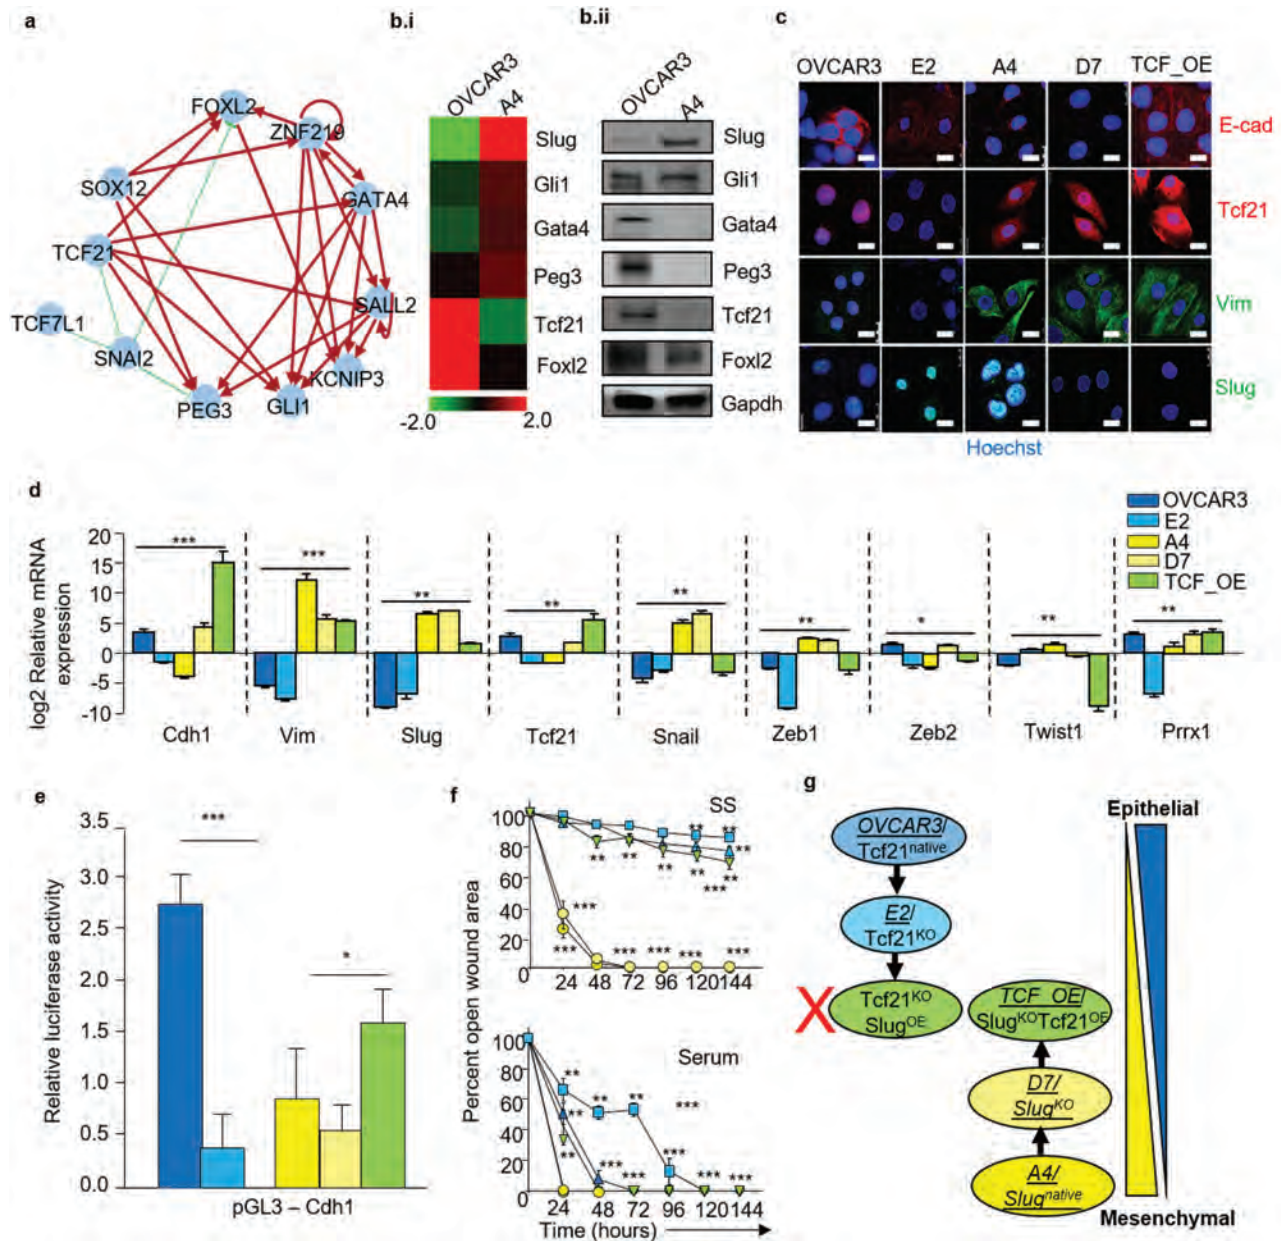 a
FOXL2
ZNF219
SOX12
GATA4
TCF21
SALL2
TCF7L1
SNAI2
KCNIP3
PEG3
GLI1
b.i
OVCAR3
A4
Slug
Gli1
Gata4
Peg3
Tcf21
Foxl2
-2.0
2.0
b.ii
OVCAR3
A4
Slug
Gli1
Gata4
Peg3
Tcf21
Foxl2
Gapdh
c
OVCAR3 E2 A4 D7 TCF_OE
E-cad
Tcf21
Vim
Slug
Hoechst
d
OVCAR3
E2
A4
D7
TCF_OE
log2 Relative mRNA
expression
20
15
10
5
0
-5
-10
*** *** ** ** ** ** * ** **
Cdh1 Vim Slug Tcf21 Snail Zeb1 Zeb2 Twist1 Prrx1
e
Relative luciferase activity
3.5
3.0
2.5
2.0
1.5
1.0
0.5
0.0
***
*
pGL3 – Cdh1
f
Percent open wound area
SS
100
80
60
40
20
0
** **
**
** ** ** **
*** **
***
*** *** *** *** ***
24 48 72 96 120 144
Serum
100
80
60
40
20
0
** ** ** ***
**
**
*** *** *** *** ***
24 48 72 96 120 144
Time (hours)
g
OVCAR3/
Tcf21native
E2/
Tcf21KO
X
Tcf21KO
SlugOE
TCF_OE/
SlugKOTcf21OE
D7/
SlugKO
A4/
Slugnative
Epithelial
Mesenchymal